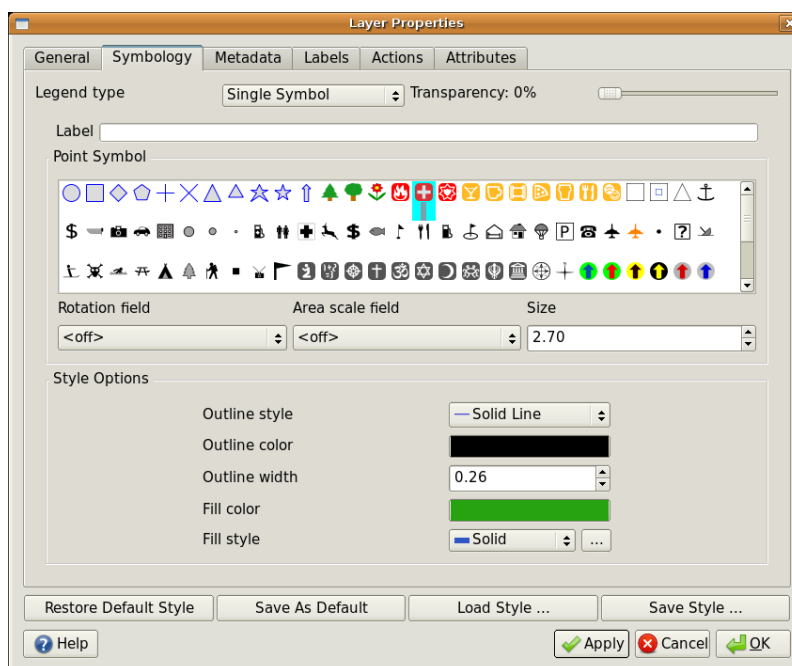 Layer Properties
General Symbology Metadata Labels Actions Attributes
Legend type Single Symbol Transparency: 0%
Label
Point Symbol
$ $ P ?
Rotation field Area scale field Size
<off> <off> 2.70
Style Options
Outline style Solid Line
Outline color
Outline width 0.26
Fill color
Fill style Solid ...
Restore Default Style Save As Default Load Style ... Save Style ...
Help Apply Cancel OK